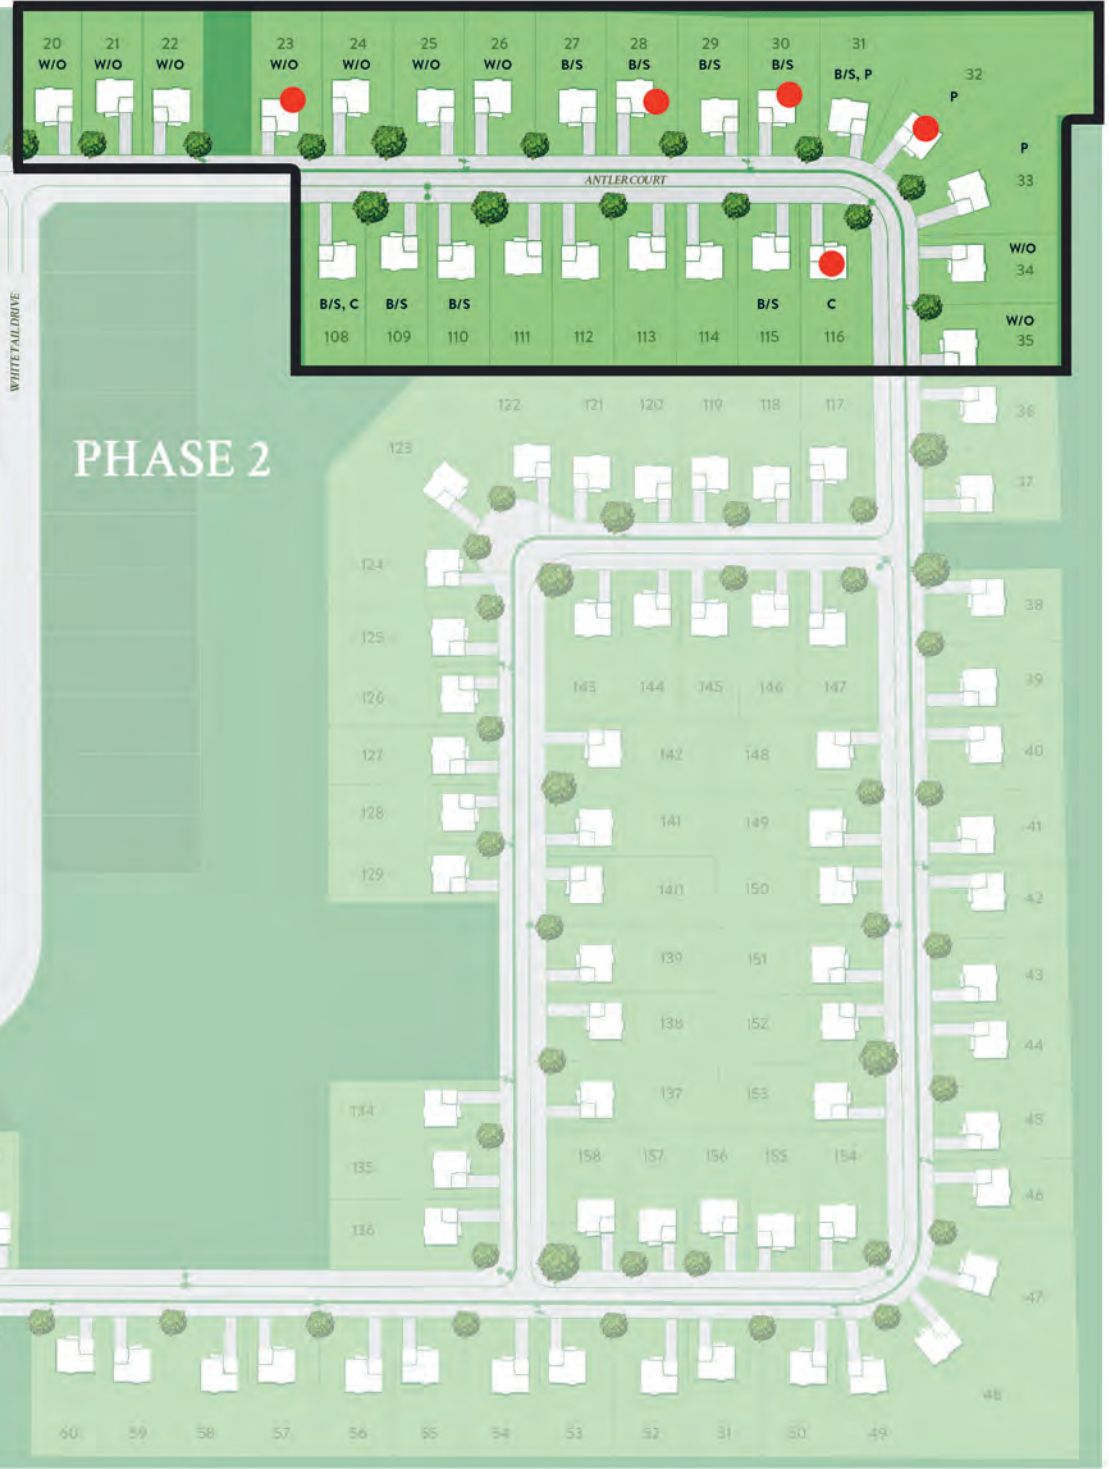 20 21 22 23 24 25 26 27 28 29 30 31
W/O W/O W/O W/O W/O W/O W/O B/S B/S B/S B/S B/S, P
32
P
P
33
ANTLER COURT
W/O
34
W/O
35
B/S, C B/S B/S B/S C
108 109 110 111 112 113 114 115 116
WHITETAIL DRIVE
PHASE 2
122 121 120 119 118 117
36
123
37
124
38
125
126
143 144 145 146 147
39
127
142 148
40
128
141 149
41
129
140 150
42
139 151
43
138 152
44
137 153
134
45
135
158 157 156 155 154
46
136
47
48
60 59 58 57 56 55 54 53 52 51 50 49